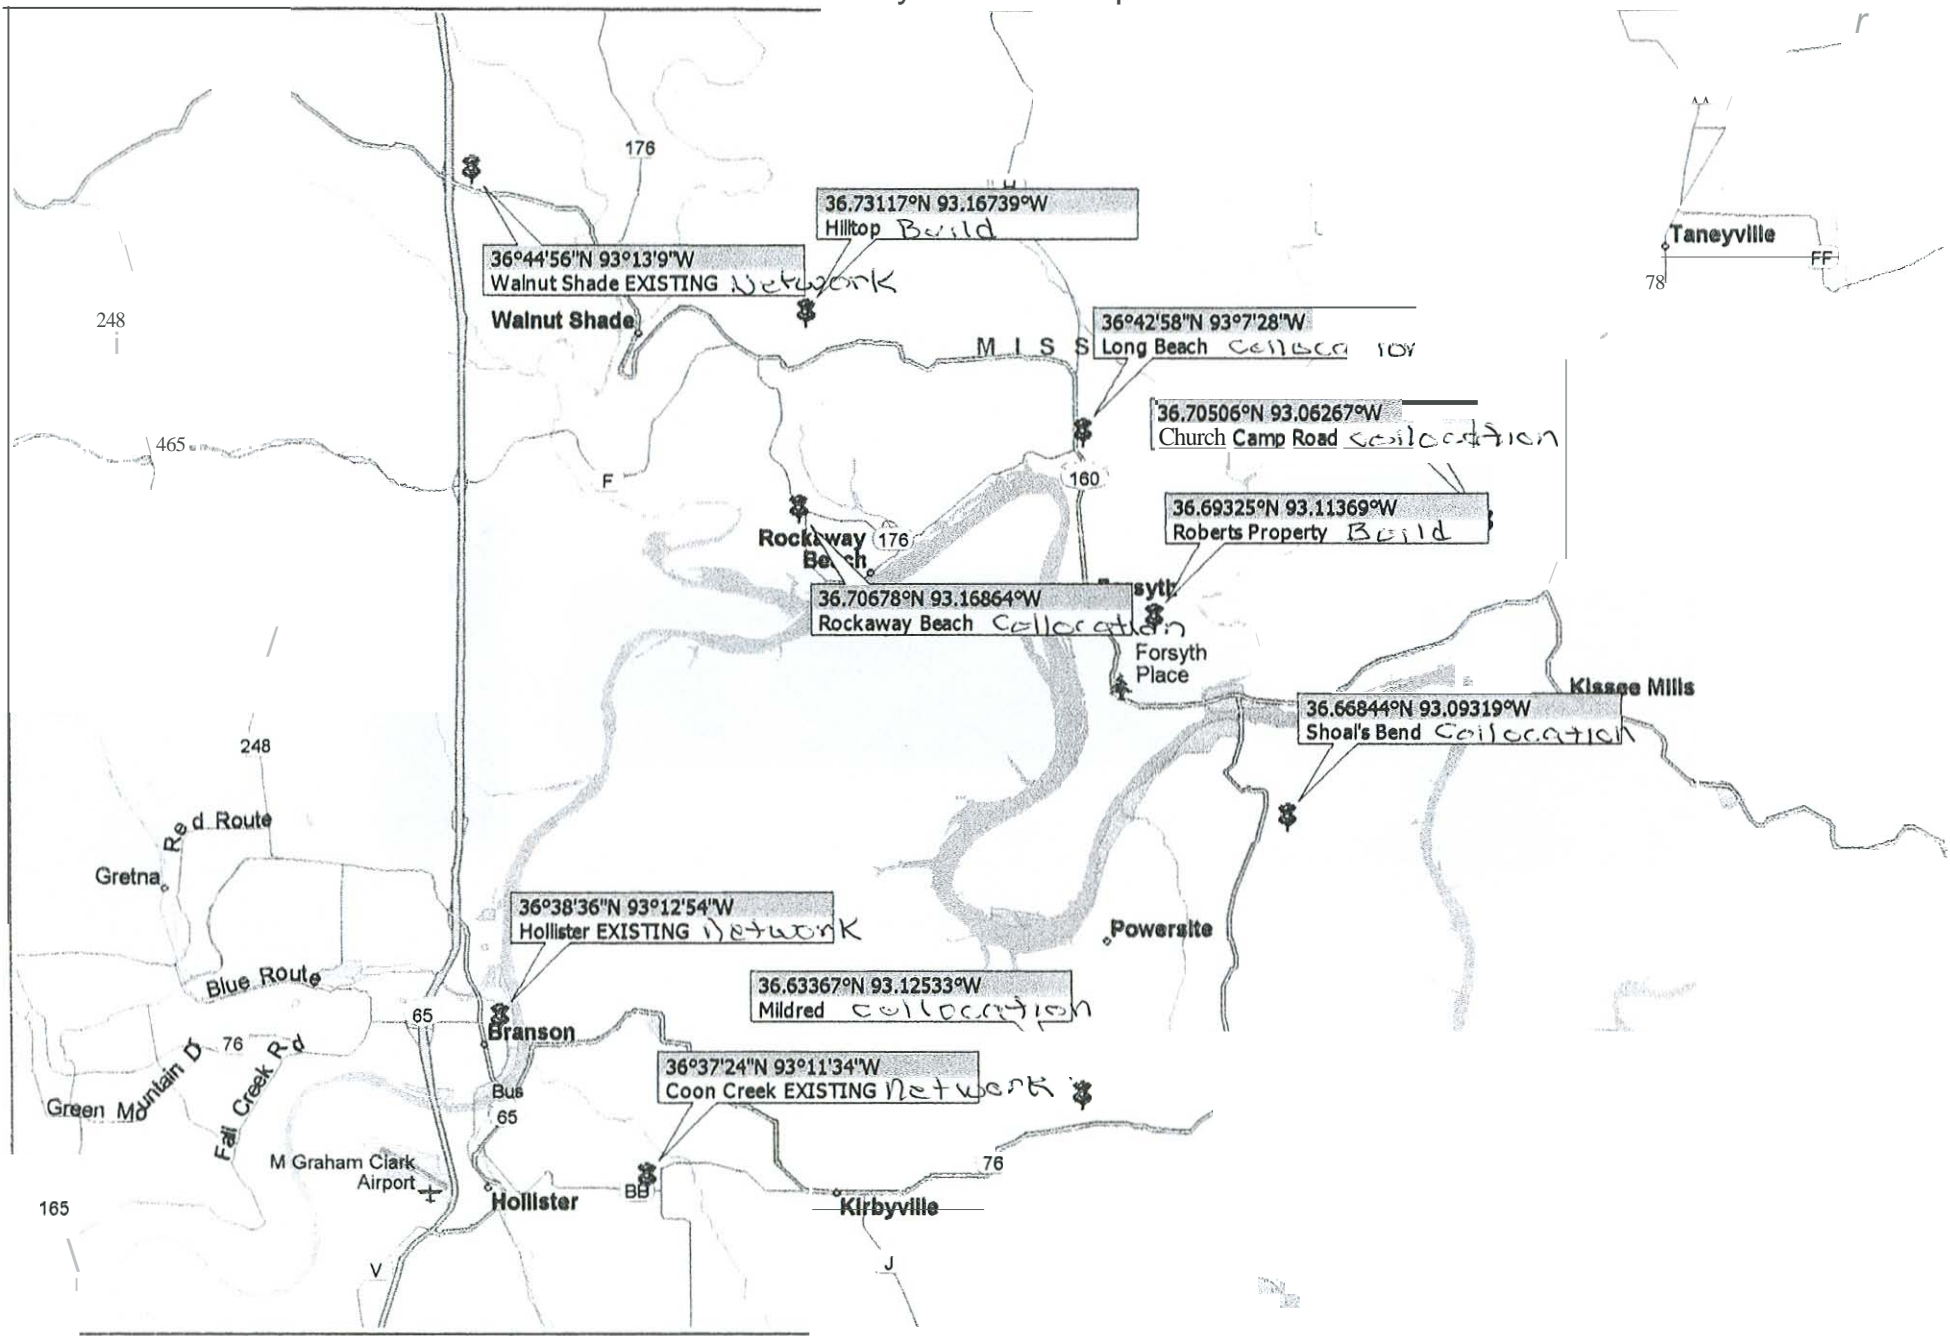 r
176
36.73117°N 93.16739°W
Hilltop Build
36°44'56"N 93°13'9"W
Walnut Shade EXISTING Network
Taneyville
FF
78
248
Walnut Shade
36°42'58"N 93°7'28"W
M I S S
Long Beach
36.70506°N 93.06267°W
Church Camp Road collocation
465
F
160
36.69325°N 93.11369°W
Roberts Property Build
Rockaway
Beach
176
36.70678°N 93.16864°W
Rockaway Beach Collocation
Forsyth
Place
Kissee Mills
36.66844°N 93.09319°W
Shoal's Bend Collocation
248
Red Route
Gretna
36°38'36"N 93°12'54"W
Hollister EXISTING Network
Powersite
Blue Route
36.63367°N 93.12533°W
Mildred collocation
65
Branson
76
Green Mountain Dr
Fall Creek Rd
Bus
65
36°37'24"N 93°11'34"W
Coon Creek EXISTING Network
M Graham Clark
Airport
76
BB
Hollister
Kirbyville
165
V
J